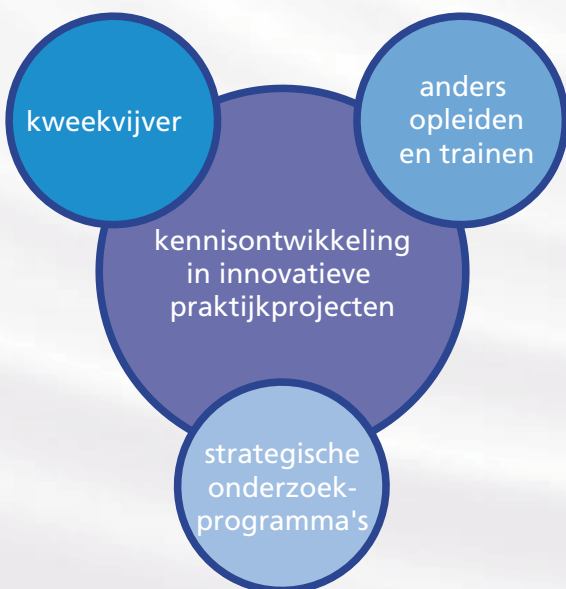 kweekvijver
anders
opleiden
en trainen
kennisontwikkeling
in innovatieve
praktijkprojecten
strategische
onderzoek-
programma's